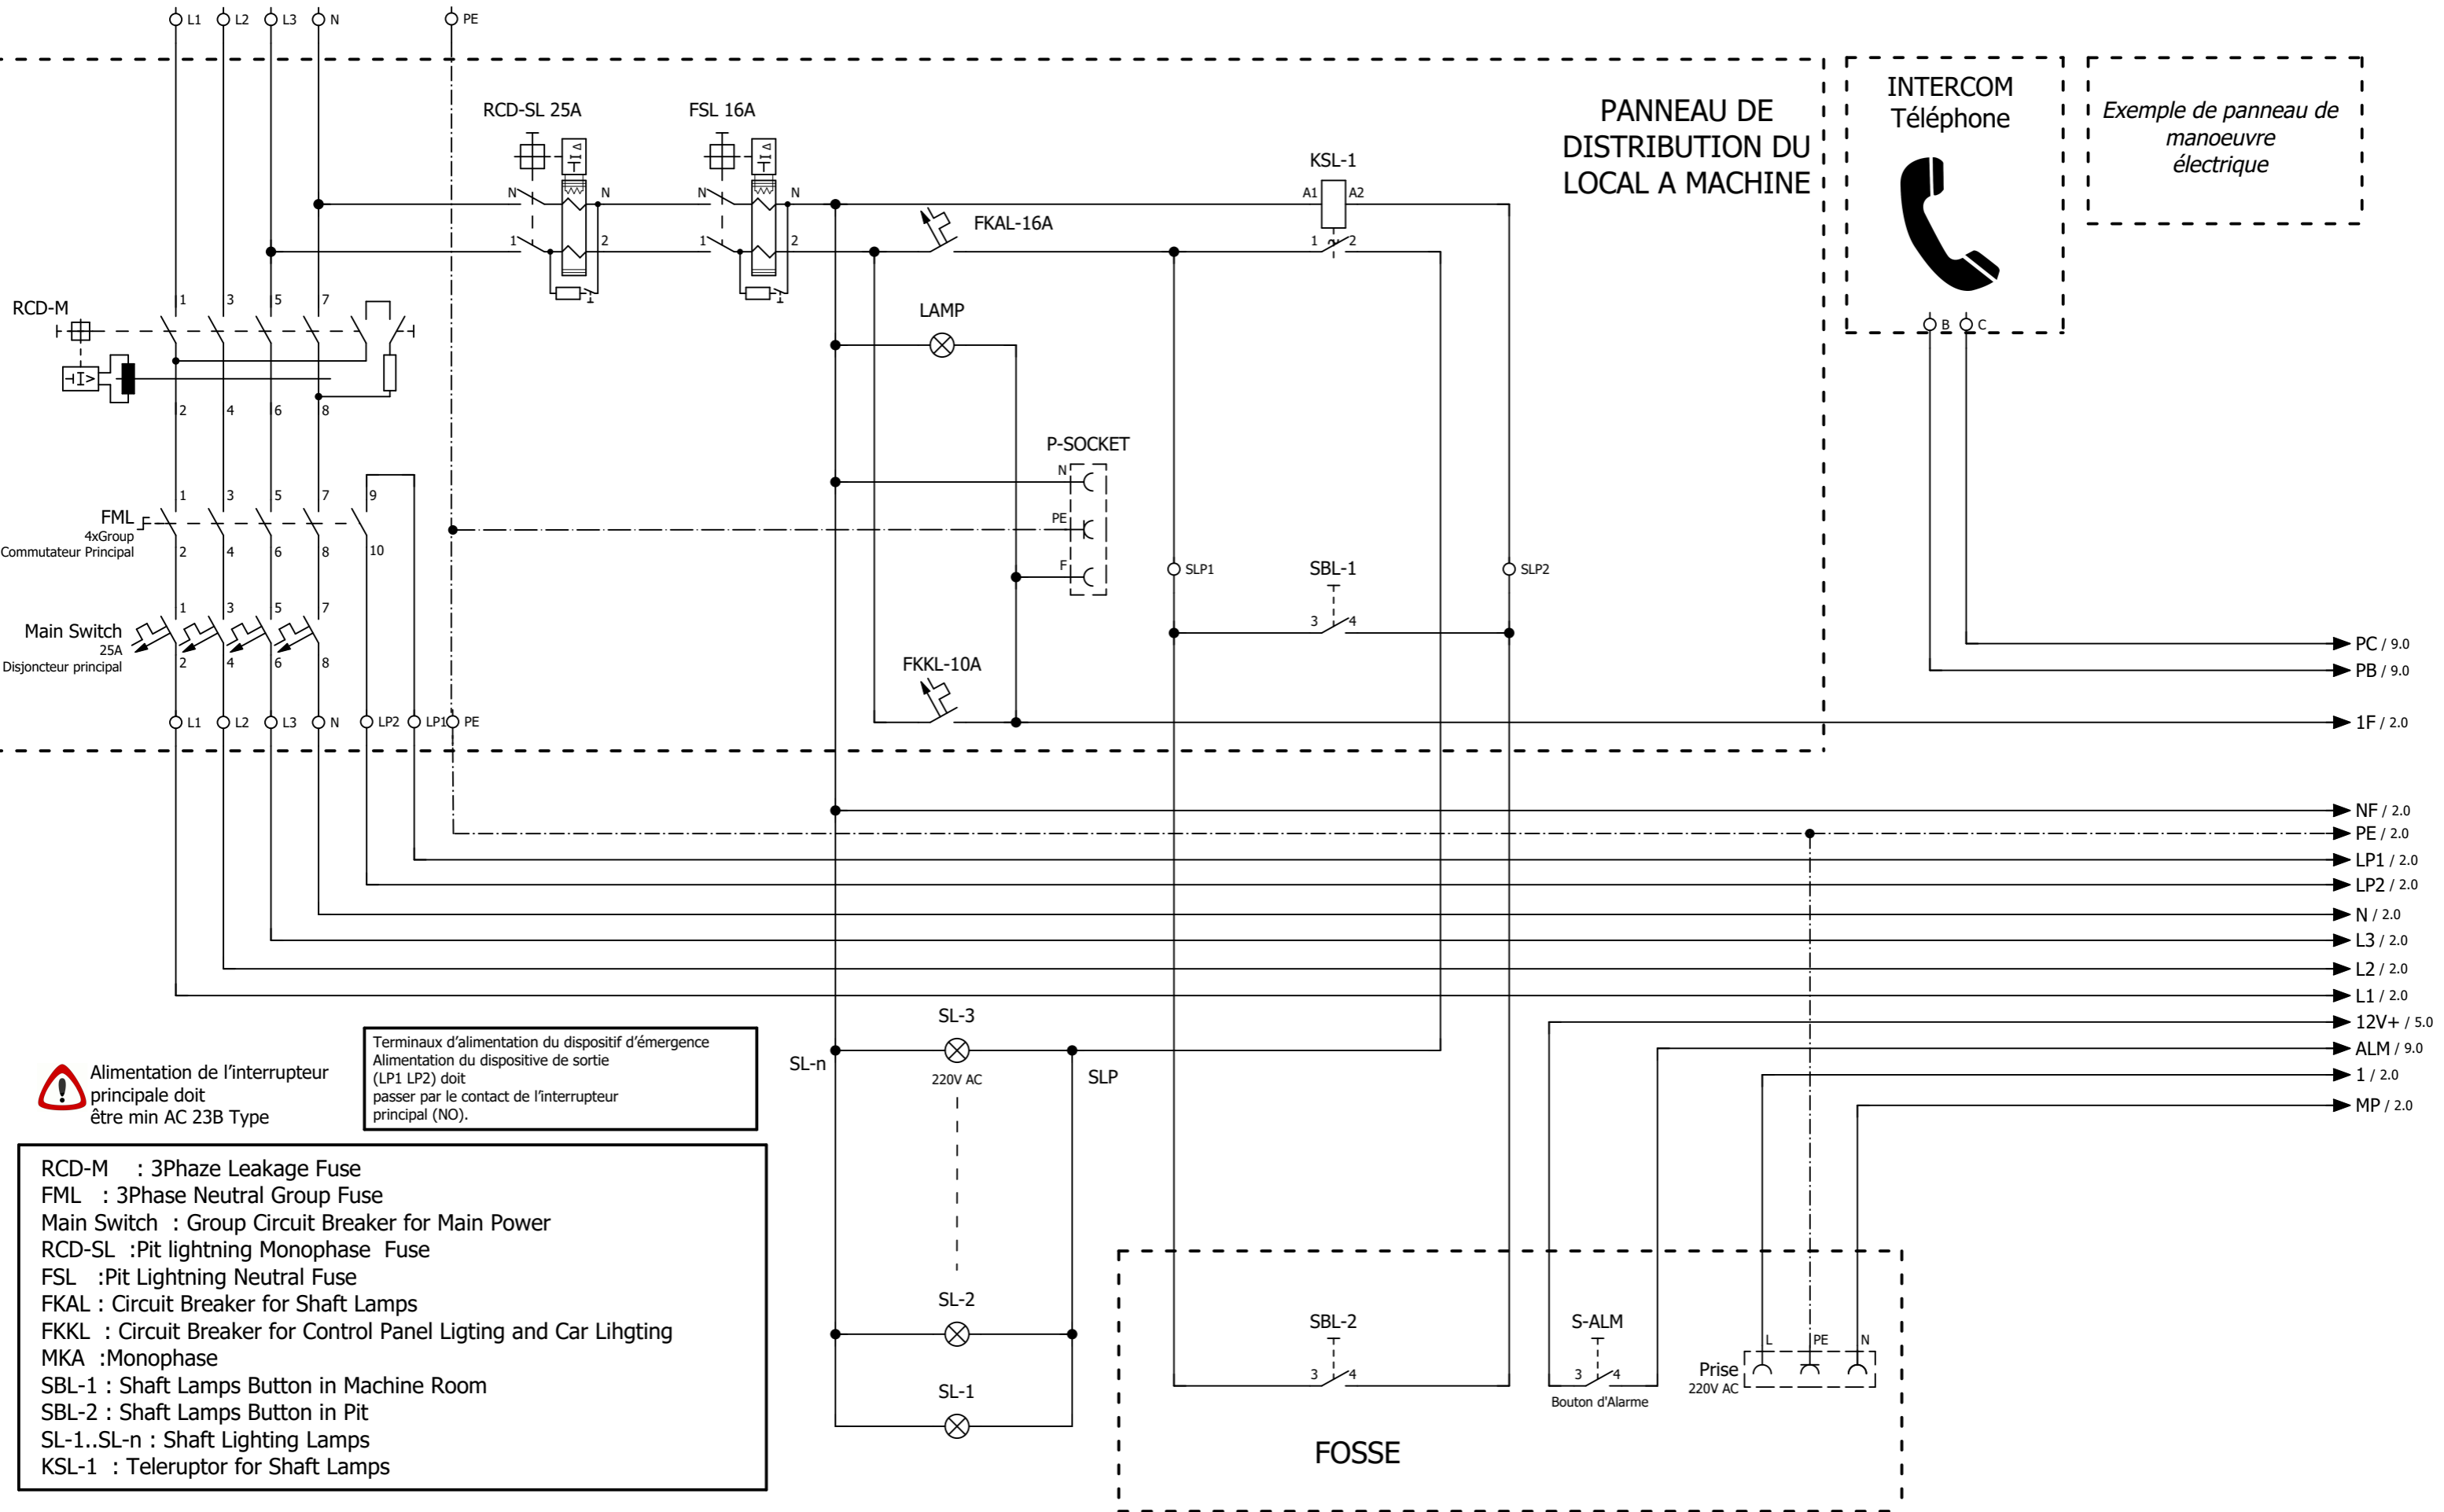 L1 L2 L3 N PE
RCD-SL 25A
FSL 16A
KSL-1
PANNEAU DE
DISTRIBUTION DU
LOCAL A MACHINE
INTERCOM
Téléphone
Exemple de panneau de
manoeuvre
électrique
N N N N A1 A2
FKAL-16A
1 2 1 2 1 2
RCD-M
1 3 5 7
LAMP
B C
2 4 6 8
P-SOCKET
N
PE
F
1 3 5 7 9
FML
4xGroup
Commutateur Principal
2 4 6 8 10
SLP1
SBL-1
SLP2
3 4
1 3 5 7
Main Switch
25A
Disjoncteur principal
2 4 6 8
FKKL-10A
L1 L2 L3 N LP2 LP1 PE
PC / 9.0
PB / 9.0
1F / 2.0
NF / 2.0
PE / 2.0
LP1 / 2.0
LP2 / 2.0
N / 2.0
L3 / 2.0
L2 / 2.0
L1 / 2.0
12V+ / 5.0
ALM / 9.0
1 / 2.0
MP / 2.0
Alimentation de l'interrupteur
principale doit
être min AC 23B Type
Terminaux d'alimentation du dispositif d'émergence
Alimentation du dispositive de sortie
(LP1 LP2) doit
passer par le contact de l'interrupteur
principal (NO).
SL-3
SL-n
220V AC
SLP
SL-2
SL-1
RCD-M : 3Phaze Leakage Fuse
FML : 3Phase Neutral Group Fuse
Main Switch : Group Circuit Breaker for Main Power
RCD-SL :Pit lightning Monophase Fuse
FSL :Pit Lightning Neutral Fuse
FKAL : Circuit Breaker for Shaft Lamps
FKKL : Circuit Breaker for Control Panel Ligting and Car Lihgting
MKA :Monophase
SBL-1 : Shaft Lamps Button in Machine Room
SBL-2 : Shaft Lamps Button in Pit
SL-1..SL-n : Shaft Lighting Lamps
KSL-1 : Teleruptor for Shaft Lamps
SBL-2
3 4
S-ALM
3 4
Bouton d'Alarme
L PE N
Prise
220V AC
FOSSE